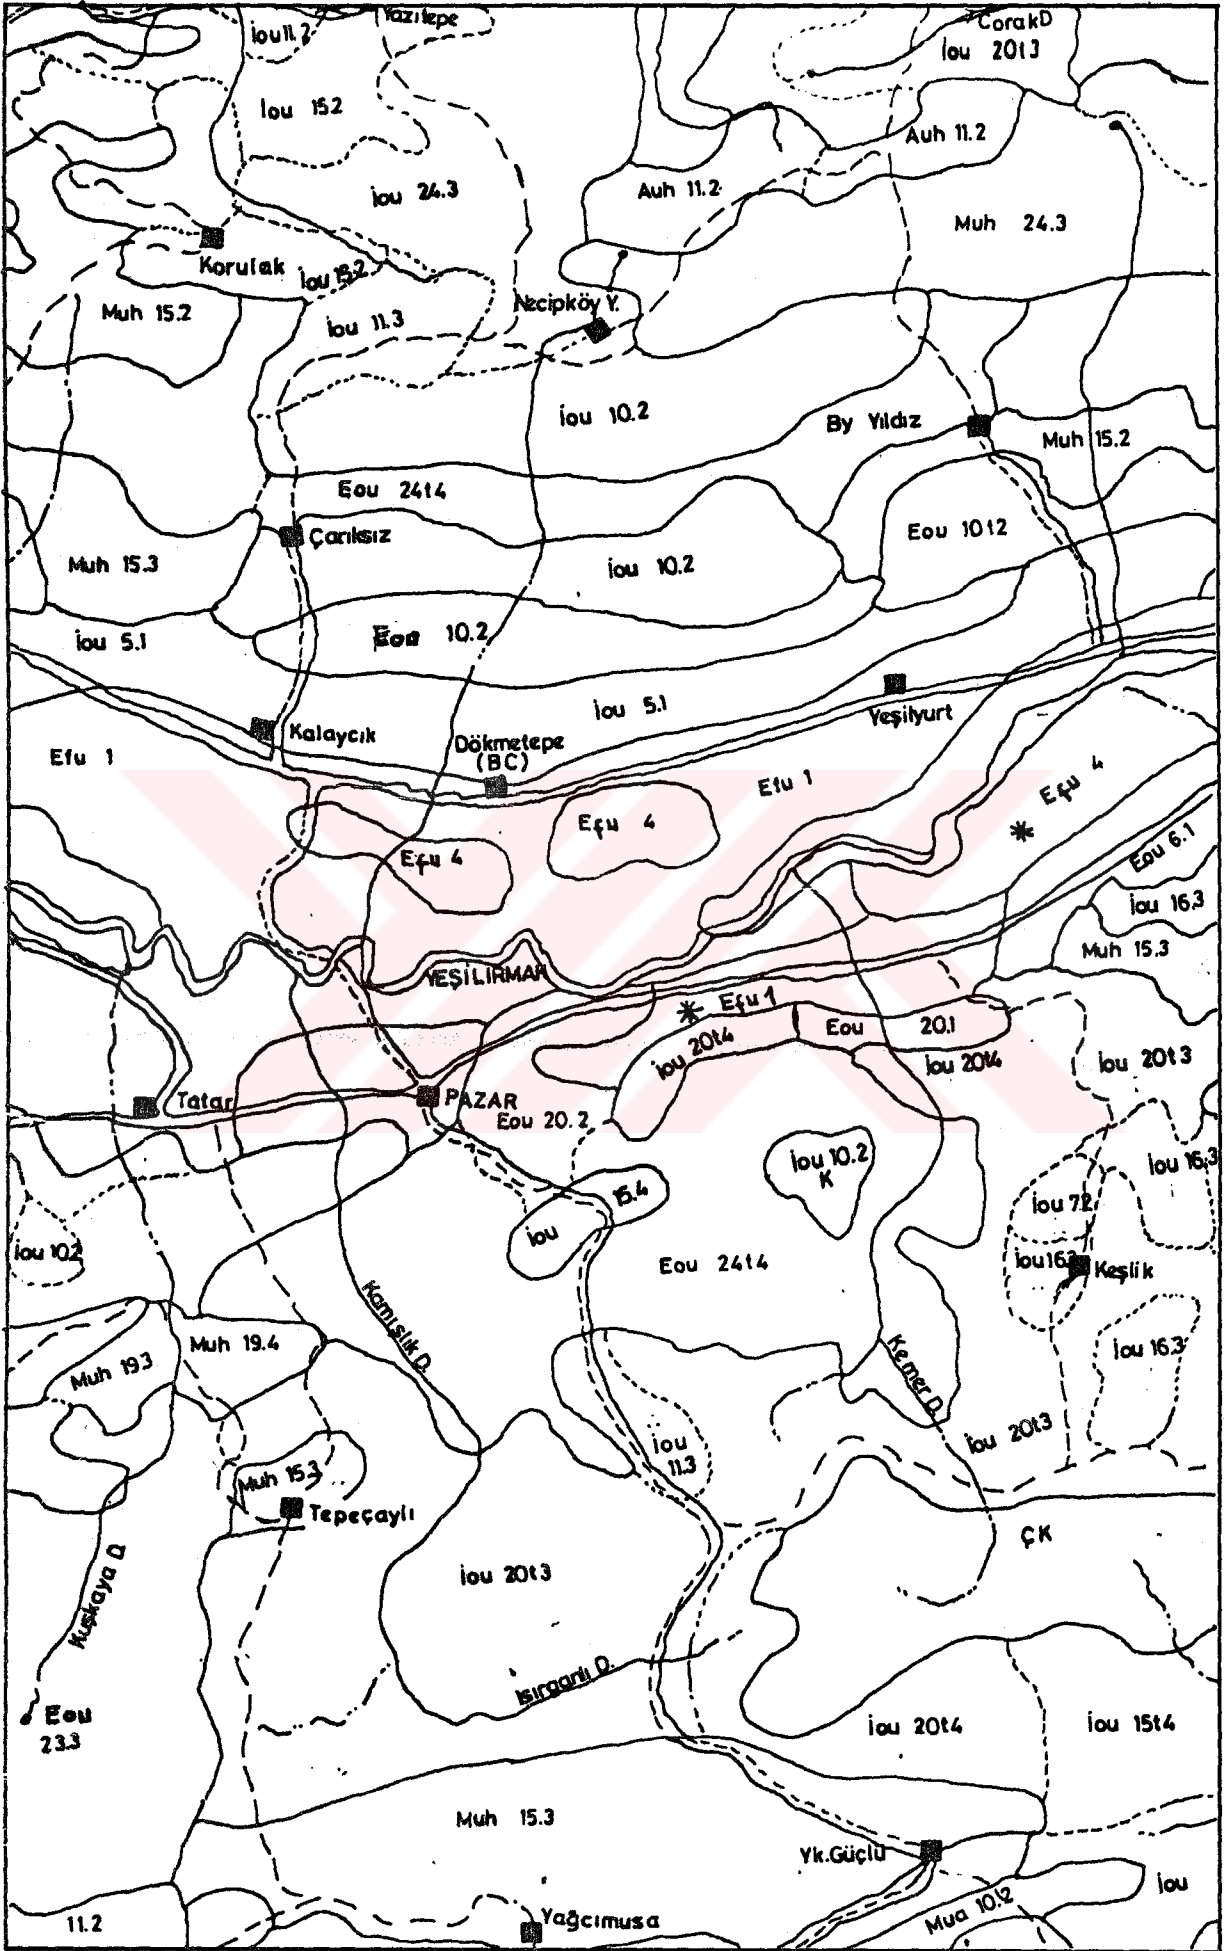 Yazıtepe
ÇorakD
İou 11.2
İou 20t3
İou 15.2
Auh 11.2
İou 24.3
Auh 11.2
Muh 24.3
Korulak
İou 15.2
Necipköy Y.
Muh 15.2
İou 11.3
İou 10.2
By Yıldız
Muh 15.2
Eou 24t4
Çarıksız
Eou 10t2
Muh 15.3
İou 10.2
İou 5.1
Eou 10.2
İou 5.1
Yeşilyurt
Kalaycık
Dökmetepe
(BC)
Efu 1
Efu 1
Efu 4
Efu 4
Efu 4
Eou 6.1
İou 16.3
Muh 15.3
YEŞİLIRMAK
Efu 1
Eou 20.1
İou 20t4
İou 20t4
İou 20t3
Tatar
PAZAR
Eou 20.2
İou 10.2
K
İou 16.3
15.4
İou
İou 7.2
İou 10.2
Eou 24t4
İou 16.3
Keşlik
Kamışlık D.
Muh 19.4
Muh 19.3
İou 16.3
Kemer D.
İou
11.3
İou 20t3
Muh 15.3
Tepeçaylı
ÇK
Kuşkaya D.
İou 20t3
Isırganlı D.
Eou
23.3
İou 20t4
İou 15t4
Muh 15.3
Yk.Güçlü
İou
Mua 10.t2
11.2
Yağcımusa